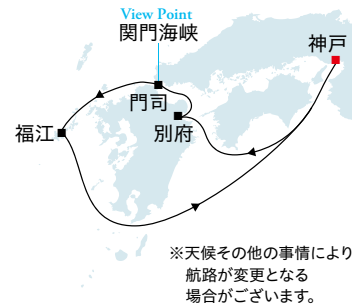 View Point
関門海峡
神戸
門司
別府
福江
※天候その他の事情により
航路が変更となる
場合がございます。